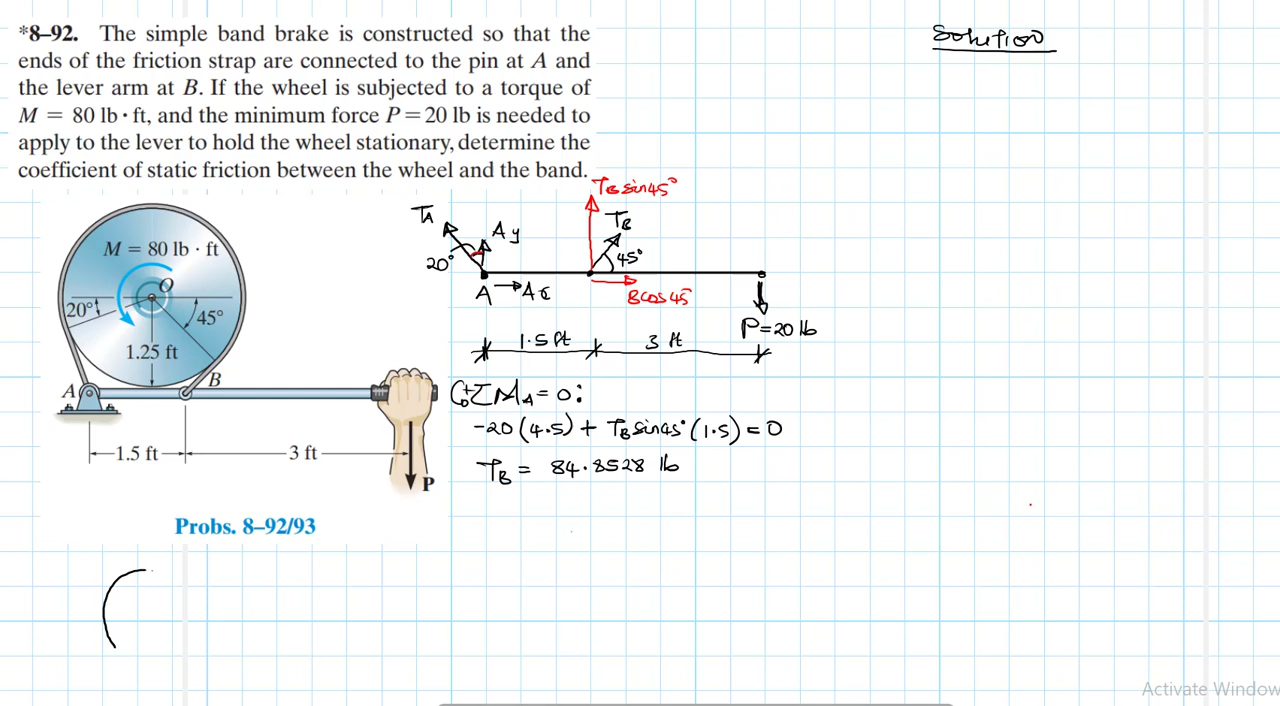 *8–92. The simple band brake is constructed so that the
ends of the friction strap are connected to the pin at A and
the lever arm at B. If the wheel is subjected to a torque of
M = 80 lb · ft, and the minimum force P = 20 lb is needed to
apply to the lever to hold the wheel stationary, determine the
coefficient of static friction between the wheel and the band.
Solution
M = 80 lb · ft
O
20°
45°
1.25 ft
A
B
1.5 ft
3 ft
P
Probs. 8–92/93
TB sin45°
TA
Ay
TB
20°
45°
A
Bcos45°
P=20 lb
1.5 ft
3 ft
+ΣMA = 0:
-20(4.5) + TB sin45°(1.5) = 0
TB = 84.8528 lb
Activate Window